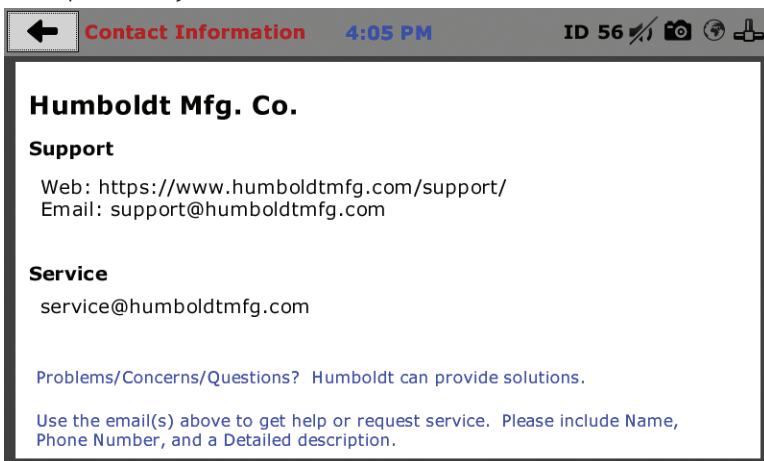 Contact Information 4:05 PM ID 56
Humboldt Mfg. Co.
Support
Web: https://www.humboldtmfg.com/support/
Email: support@humboldtmfg.com
Service
service@humboldtmfg.com
Problems/Concerns/Questions? Humboldt can provide solutions.
Use the email(s) above to get help or request service. Please include Name,
Phone Number, and a Detailed description.